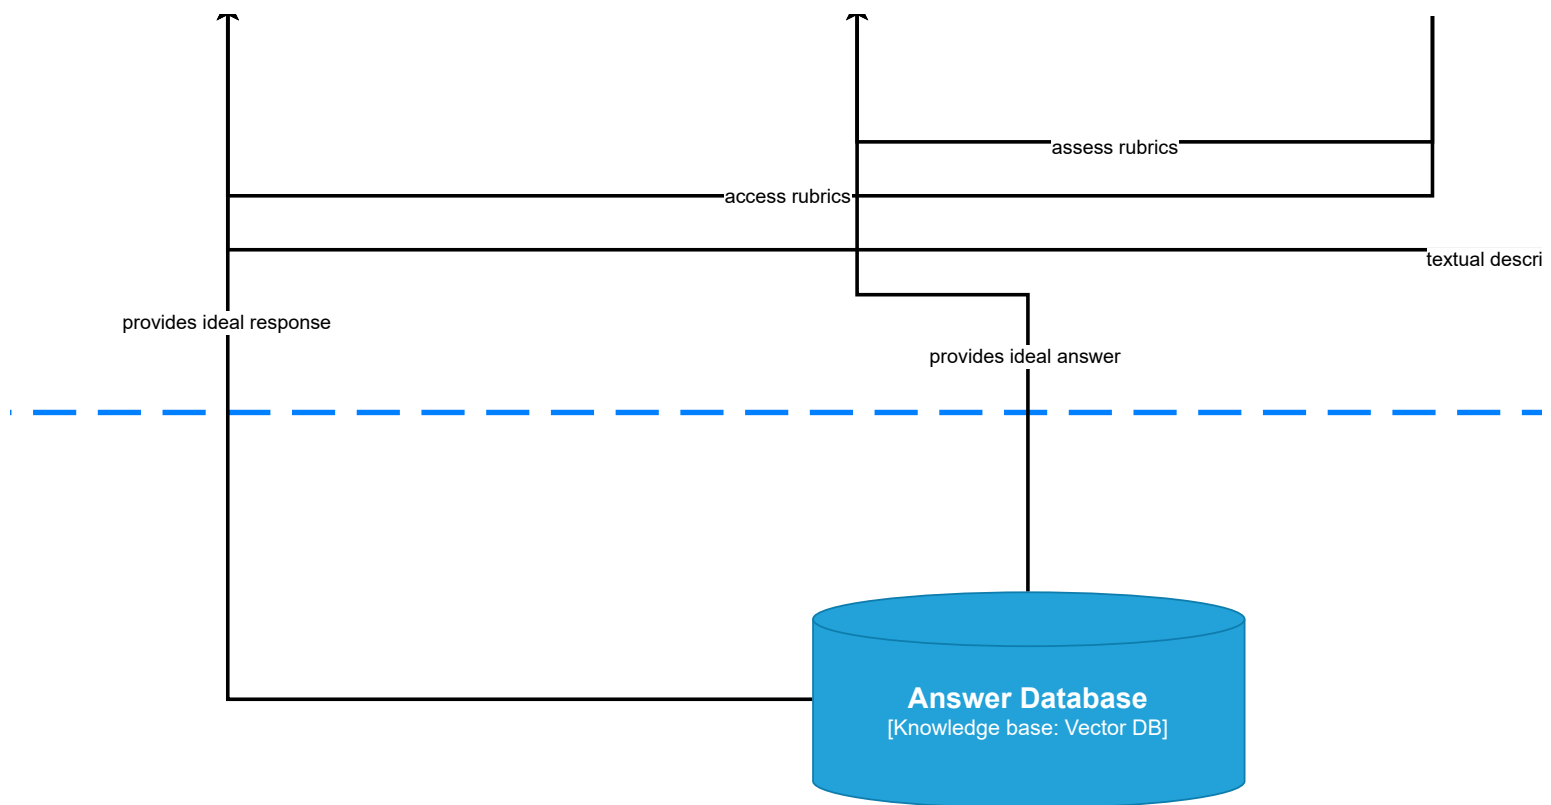 assess rubrics
access rubrics
textual descri
provides ideal response
provides ideal answer
Answer Database
[Knowledge base: Vector DB]